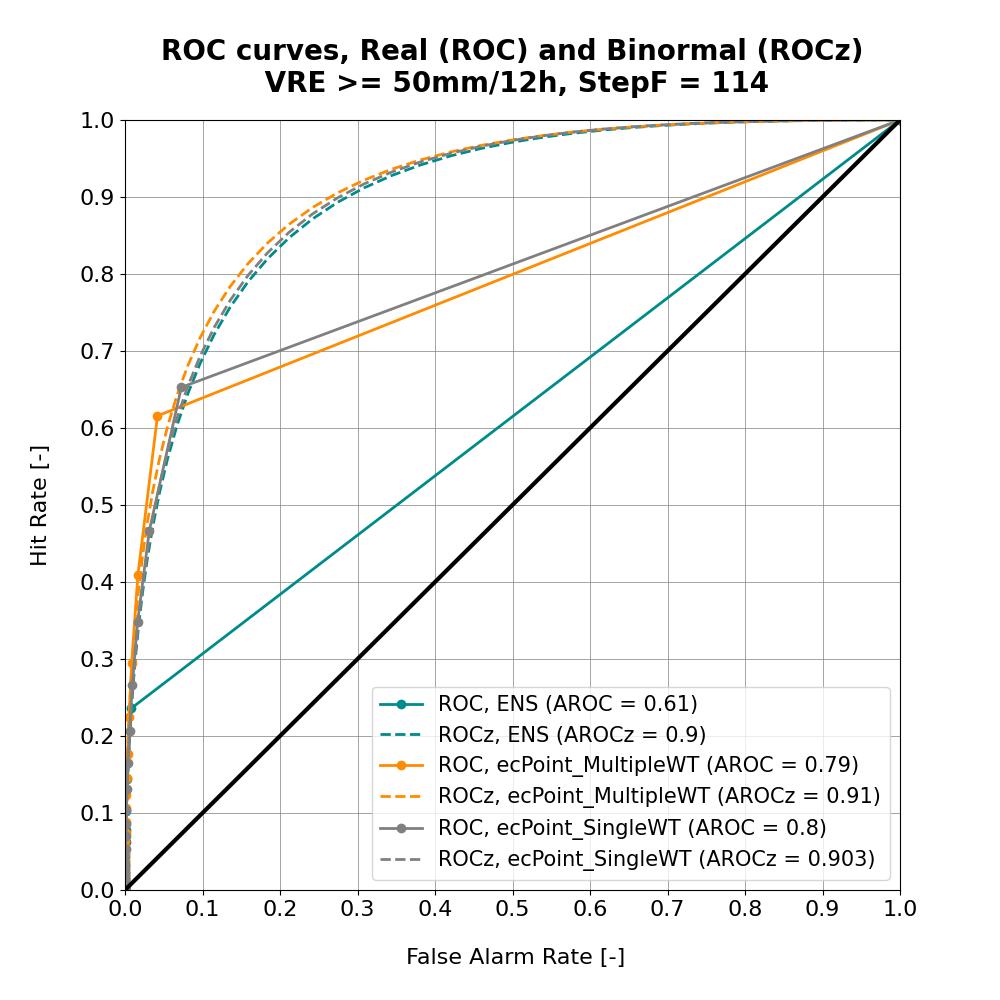 ROC curves, Real (ROC) and Binormal (ROCz)
VRE >= 50mm/12h, StepF = 114
1.0
0.9
0.8
0.7
0.6
0.5
0.4
0.3
0.2
0.1
0.0
Hit Rate [-]
ROC, ENS (AROC = 0.61)
ROCz, ENS (AROCz = 0.9)
ROC, ecPoint_MultipleWT (AROC = 0.79)
ROCz, ecPoint_MultipleWT (AROCz = 0.91)
ROC, ecPoint_SingleWT (AROC = 0.8)
ROCz, ecPoint_SingleWT (AROCz = 0.903)
0.0 0.1 0.2 0.3 0.4 0.5 0.6 0.7 0.8 0.9 1.0
False Alarm Rate [-]